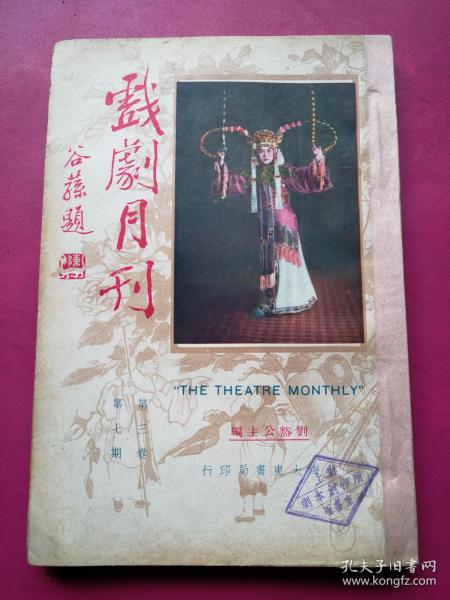 戲劇月刊
谷蓀題
"THE THEATRE MONTHLY"
劉豁公主編
第三卷
第七期
上海大東書局印行
孔夫子旧书网
www.kongfz.com